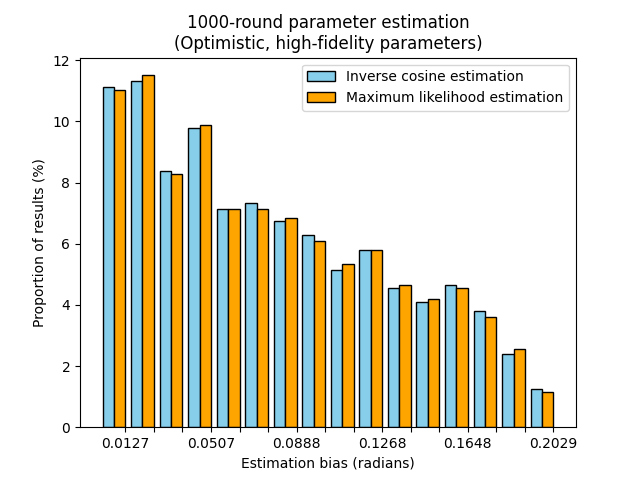 1000-round parameter estimation
(Optimistic, high-fidelity parameters)
Inverse cosine estimation
Maximum likelihood estimation
Proportion of results (%)
12
10
8
6
4
2
0
0.0127 0.0507 0.0888 0.1268 0.1648 0.2029
Estimation bias (radians)